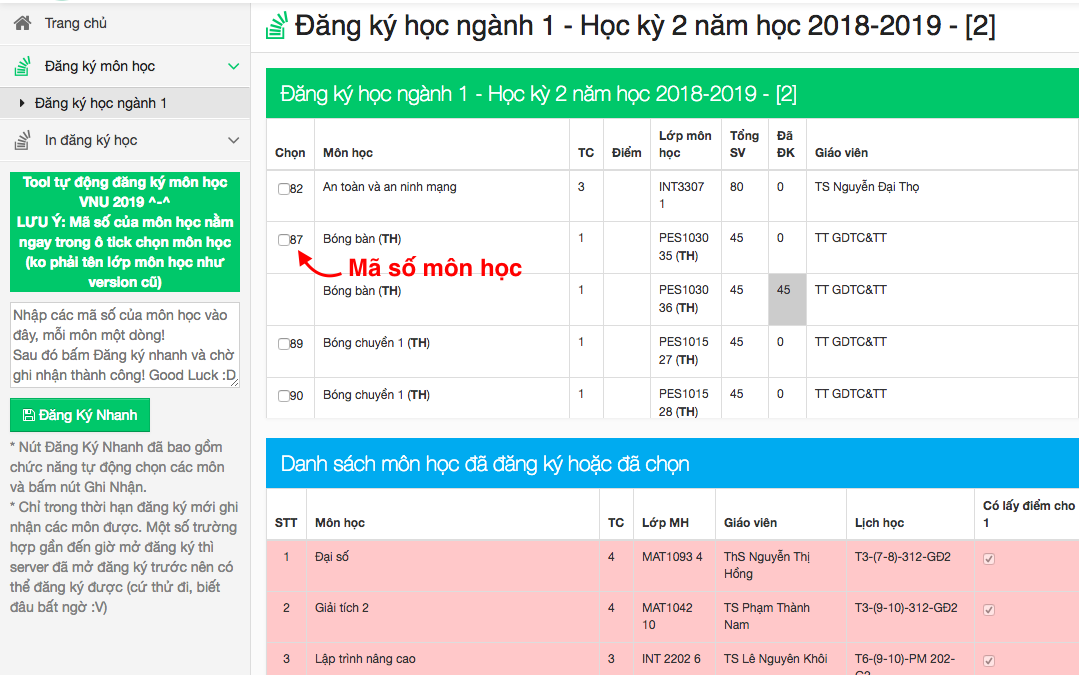 Trang chủ
Đăng ký môn học
Đăng ký học ngành 1
In đăng ký học
Tool tự động đăng ký môn học
VNU 2019 ^-^
LƯU Ý: Mã số của môn học nằm
ngay trong ô tick chọn môn học
(ko phải tên lớp môn học như
version cũ)
Nhập các mã số của môn học vào
đây, mỗi môn một dòng!
Sau đó bấm Đăng ký nhanh và chờ
ghi nhận thành công! Good Luck :D
Đăng Ký Nhanh
* Nút Đăng Ký Nhanh đã bao gồm
chức năng tự động chọn các môn
và bấm nút Ghi Nhận.
* Chỉ trong thời hạn đăng ký mới ghi
nhận các môn được. Một số trường
hợp gần đến giờ mở đăng ký thì
server đã mở đăng ký trước nên có
thể đăng ký được (cứ thử đi, biết
đâu bất ngờ :V)
Đăng ký học ngành 1 - Học kỳ 2 năm học 2018-2019 - [2]
Đăng ký học ngành 1 - Học kỳ 2 năm học 2018-2019 - [2]
Chọn Môn học TC Điểm Lớp môn học Tổng SV Đã ĐK Giáo viên
82 An toàn và an ninh mạng 3 INT3307 1 80 0 TS Nguyễn Đại Thọ
87 Bóng bàn (TH) 1 PES1030 35 (TH) 45 0 TT GDTC&TT
Mã số môn học
Bóng bàn (TH) 1 PES1030 36 (TH) 45 45 TT GDTC&TT
89 Bóng chuyền 1 (TH) 1 PES1015 27 (TH) 45 0 TT GDTC&TT
90 Bóng chuyền 1 (TH) 1 PES1015 28 (TH) 45 0 TT GDTC&TT
Danh sách môn học đã đăng ký hoặc đã chọn
STT Môn học TC Lớp MH Giáo viên Lịch học Có lấy điểm cho 1
1 Đại số 4 MAT1093 4 ThS Nguyễn Thị Hồng T3-(7-8)-312-GĐ2
2 Giải tích 2 4 MAT1042 10 TS Phạm Thành Nam T3-(9-10)-312-GĐ2
3 Lập trình nâng cao 3 INT 2202 6 TS Lê Nguyên Khôi T6-(9-10)-PM 202-